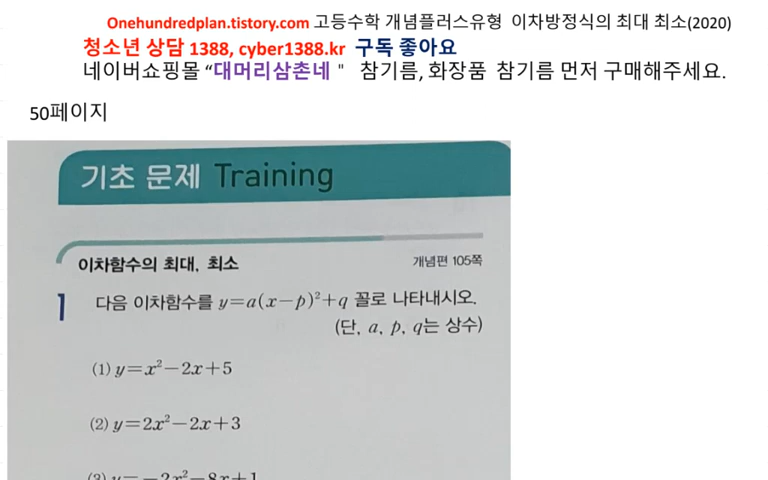 Onehundredplan.tistory.com 고등수학 개념플러스유형 이차방정식의 최대 최소(2020)
청소년 상담 1388, cyber1388.kr 구독 좋아요
네이버쇼핑몰 “대머리삼촌네 " 참기름, 화장품 참기름 먼저 구매해주세요.
50페이지
기초 문제 Training
이차함수의 최대, 최소 개념편 105쪽
1 다음 이차함수를 y=a(x-p)²+q 꼴로 나타내시오.
(단, a, p, q는 상수)
(1) y=x²-2x+5
(2) y=2x²-2x+3
(3) y=-2x²-8x+1